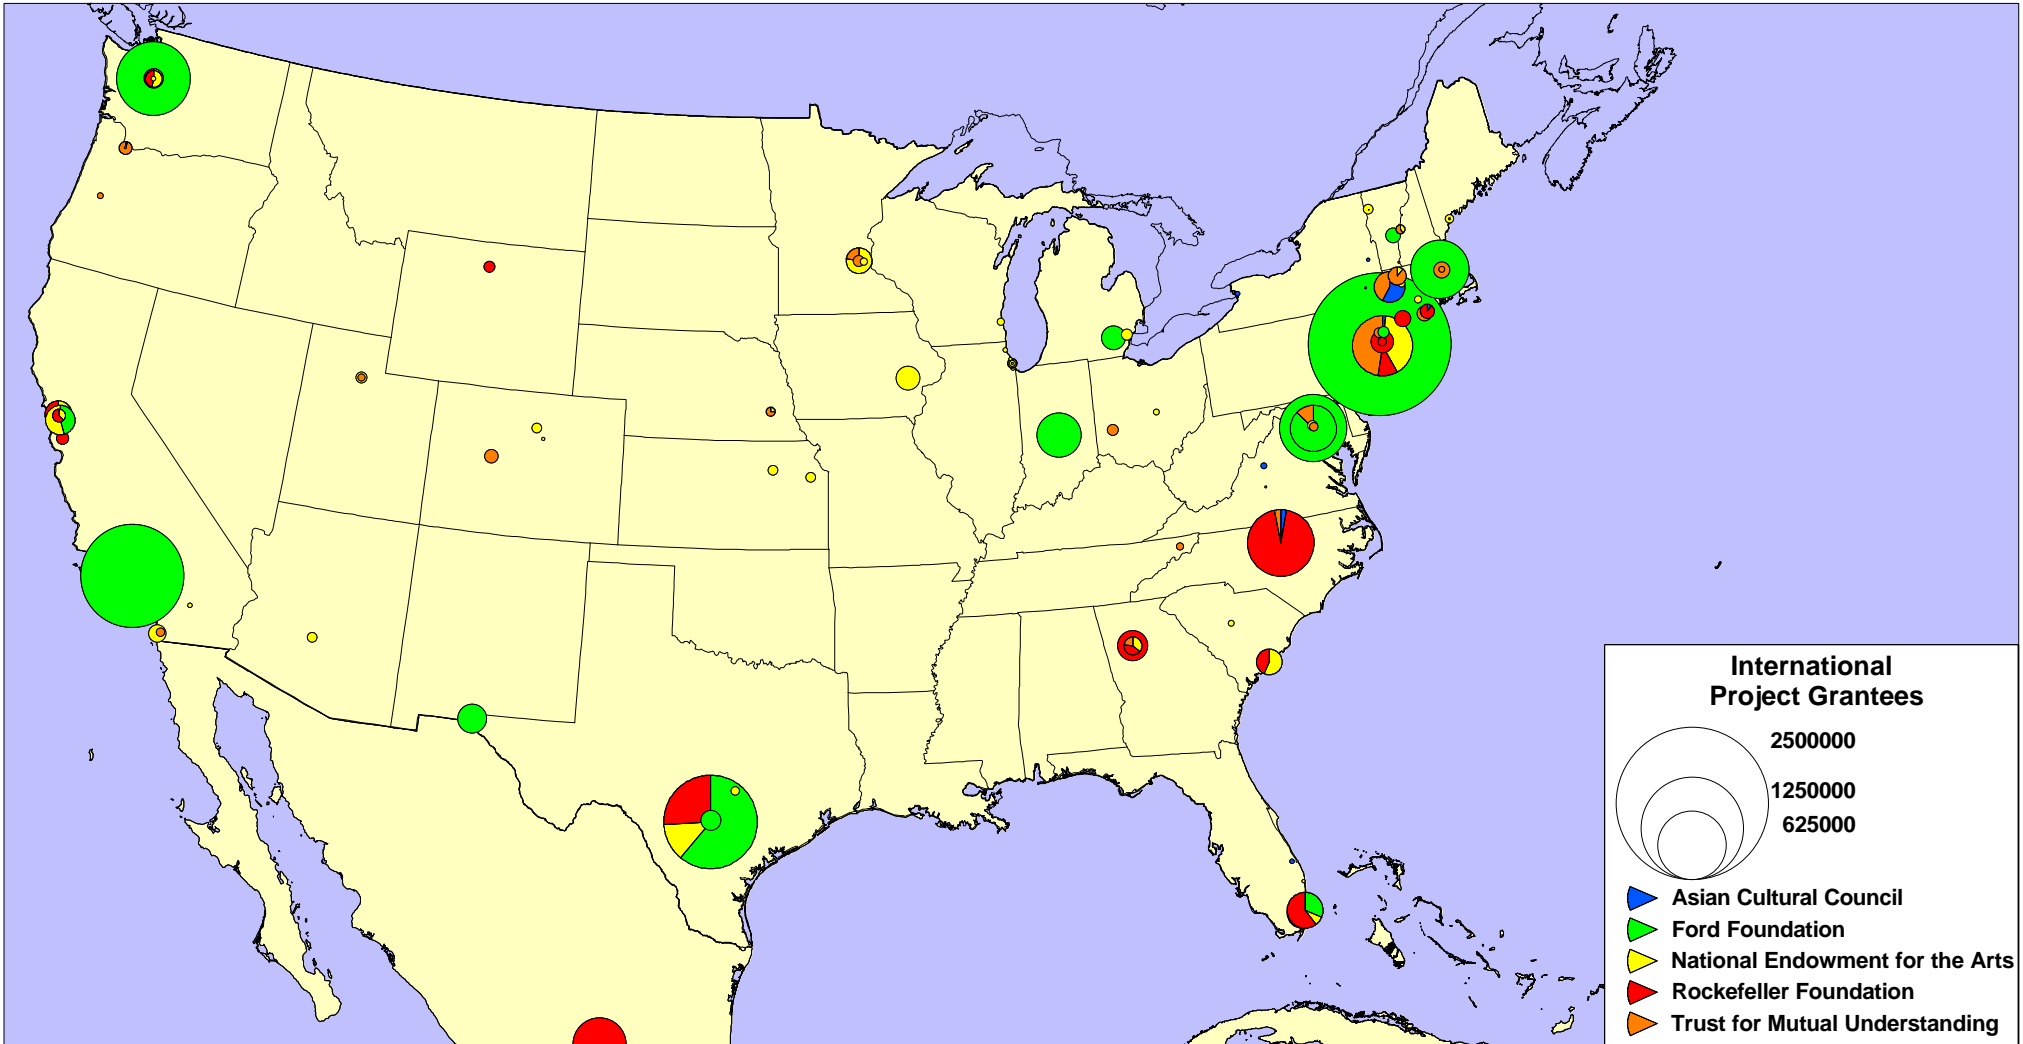 International
Project Grantees
2500000
1250000
625000
Asian Cultural Council
Ford Foundation
National Endowment for the Arts
Rockefeller Foundation
Trust for Mutual Understanding